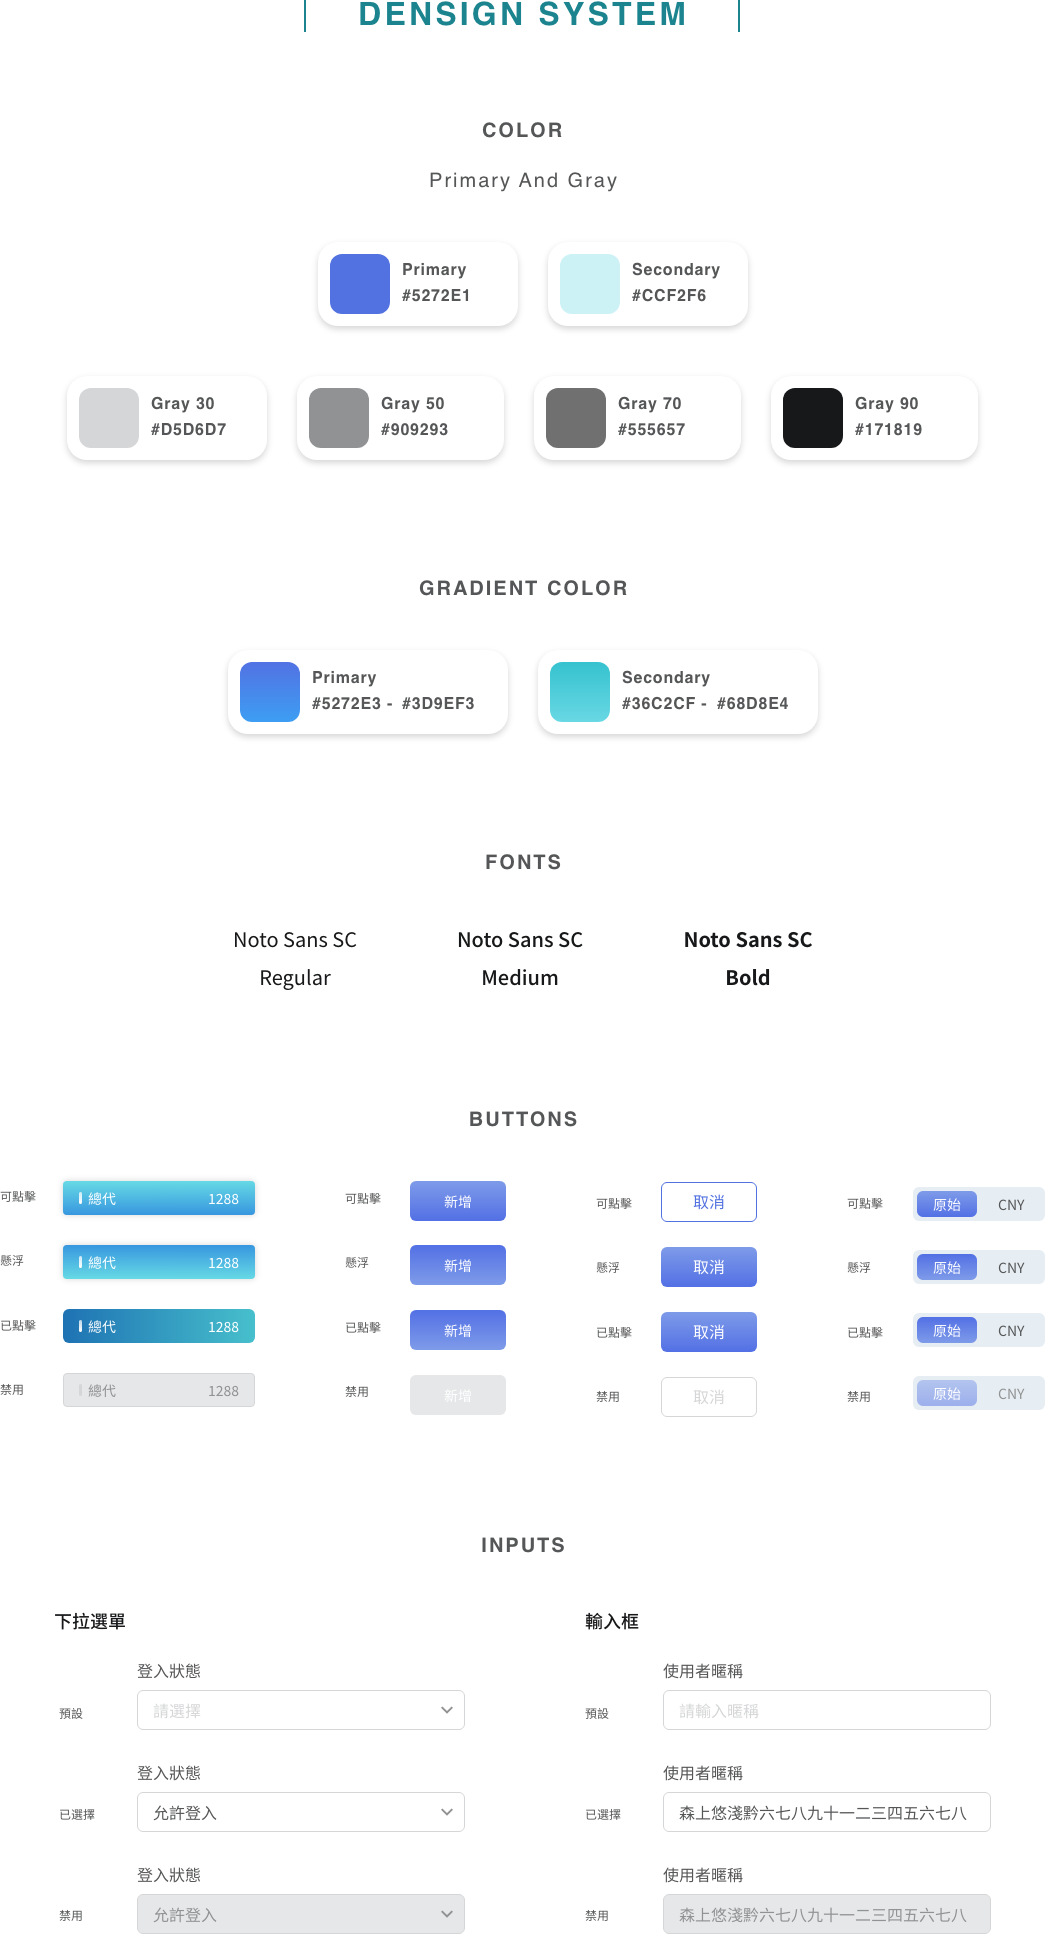 DENSIGN SYSTEM
COLOR
Primary And Gray
Primary
#5272E1
Secondary
#CCF2F6
Gray 30
#D5D6D7
Gray 50
#909293
Gray 70
#555657
Gray 90
#171819
GRADIENT COLOR
Primary
#5272E3 - #3D9EF3
Secondary
#36C2CF - #68D8E4
FONTS
Noto Sans SC
Regular
Noto Sans SC
Medium
Noto Sans SC
Bold
BUTTONS
可點擊 總代 1288 可點擊 新增 可點擊 取消 可點擊 原始 CNY
懸浮 總代 1288 懸浮 新增 懸浮 取消 懸浮 原始 CNY
已點擊 總代 1288 已點擊 新增 已點擊 取消 已點擊 原始 CNY
禁用 總代 1288 禁用 新增 禁用 取消 禁用 原始 CNY
INPUTS
下拉選單
登入狀態
預設 請選擇
登入狀態
已選擇 允許登入
登入狀態
禁用 允許登入
輸入框
使用者暱稱
預設 請輸入暱稱
使用者暱稱
已選擇 森上悠淺黔六七八九十一二三四五六七八
使用者暱稱
禁用 森上悠淺黔六七八九十一二三四五六七八